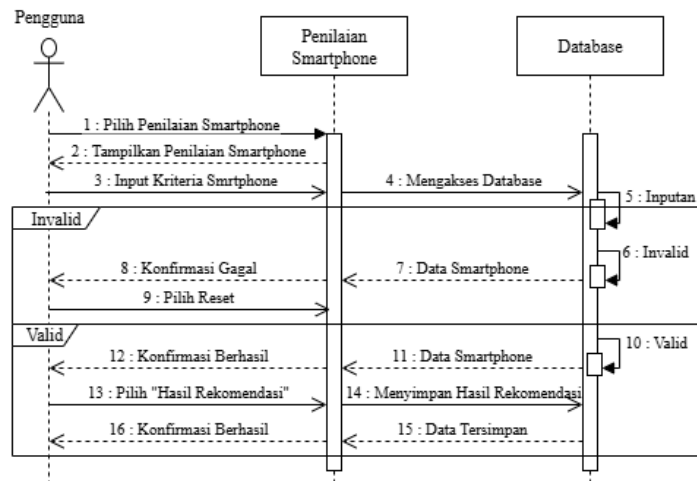 Pengguna
Penilaian
Smartphone
Database
1 : Pilih Penilaian Smartphone
2 : Tampilkan Penilaian Smartphone
3 : Input Kriteria Smrtphone
4 : Mengakses Database
5 : Inputan
Invalid
6 : Invalid
8 : Konfirmasi Gagal
7 : Data Smartphone
9 : Pilih Reset
Valid
10 : Valid
12 : Konfirmasi Berhasil
11 : Data Smartphone
13 : Pilih "Hasil Rekomendasi"
14 : Menyimpan Hasil Rekomendasi
16 : Konfirmasi Berhasil
15 : Data Tersimpan